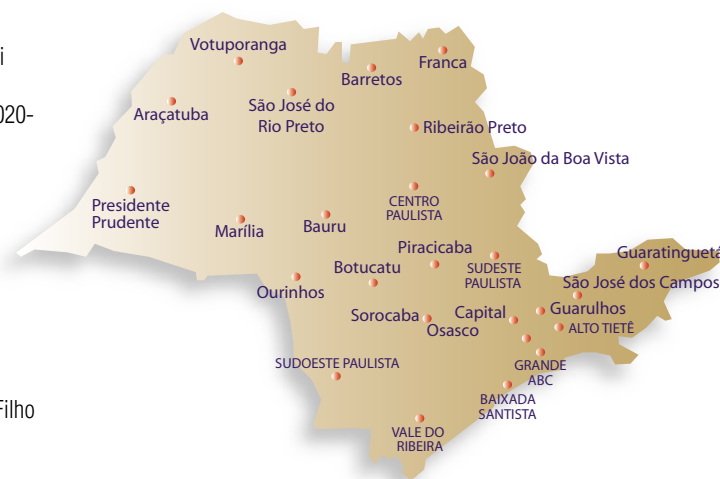 i
020-
Filho
Votuporanga
Franca
Barretos
Araçatuba
São José do
Rio Preto
Ribeirão Preto
São João da Boa Vista
Presidente
Prudente
CENTRO
PAULISTA
Marília
Bauru
Piracicaba
Guaratinguetá
Botucatu
SUDESTE
PAULISTA
São José dos Campos
Ourinhos
Sorocaba
Capital
Guarulhos
Osasco
ALTO TIETÊ
SUDOESTE PAULISTA
GRANDE
ABC
BAIXADA
SANTISTA
VALE DO
RIBEIRA